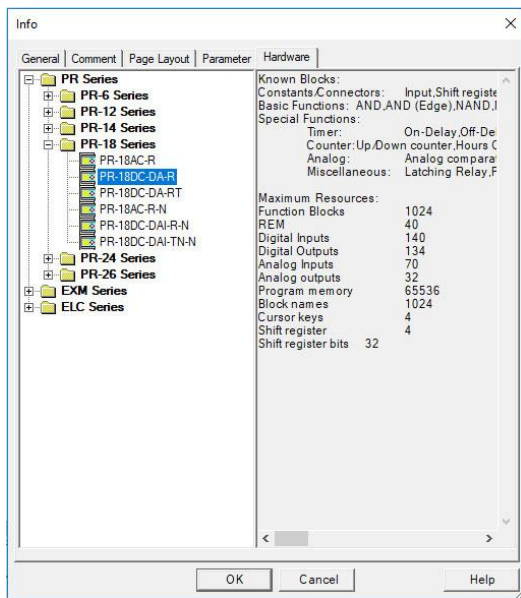 Info
General Comment Page Layout Parameter Hardware
PR Series
PR-6 Series
PR-12 Series
PR-14 Series
PR-18 Series
PR-18AC-R
PR-18DC-DA-R
PR-18DC-DA-RT
PR-18AC-R-N
PR-18DC-DAI-R-N
PR-18DC-DAI-TN-N
PR-24 Series
PR-26 Series
EXM Series
ELC Series
Known Blocks:
Constants/Connectors: Input,Shift registe
Basic Functions: AND,AND (Edge),NAND,
Special Functions:
Timer: On-Delay,Off-De
Counter:Up/Down counter,Hours
Analog: Analog compara
Miscellaneous: Latching Relay,
Maximum Resources:
Function Blocks 1024
REM 40
Digital Inputs 140
Digital Outputs 134
Analog Inputs 70
Analog outputs 32
Program memory 65536
Block names 1024
Cursor keys 4
Shift register 4
Shift register bits 32
OK Cancel Help